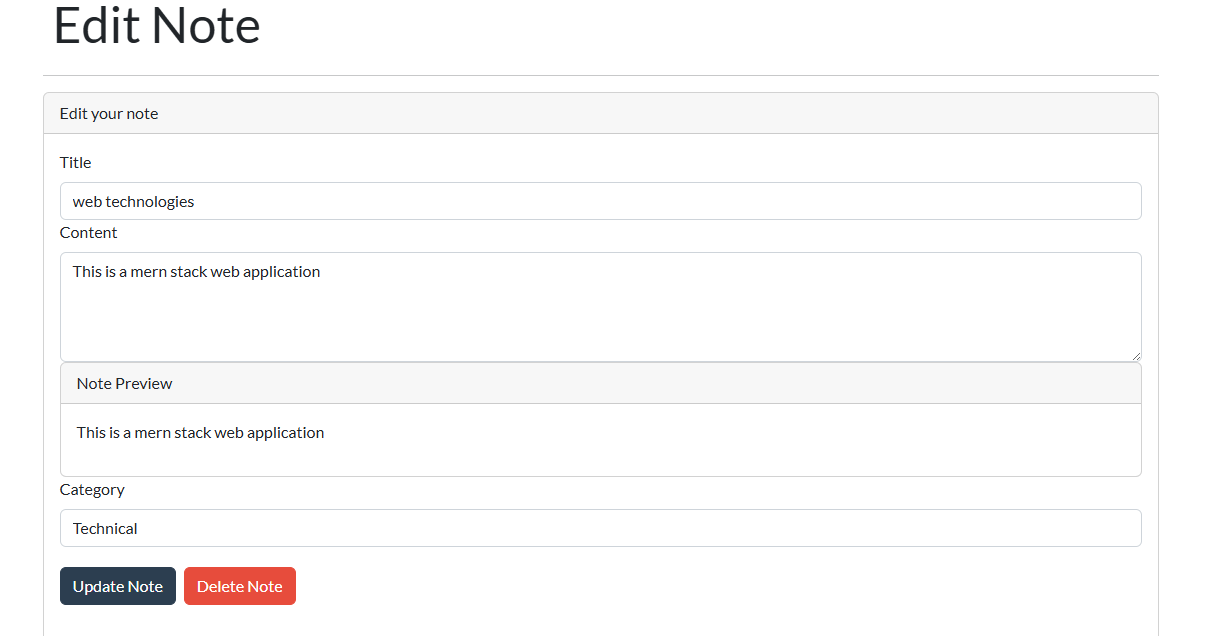 Edit Note
Edit your note
Title
web technologies
Content
This is a mern stack web application
Note Preview
This is a mern stack web application
Category
Technical
Update Note Delete Note